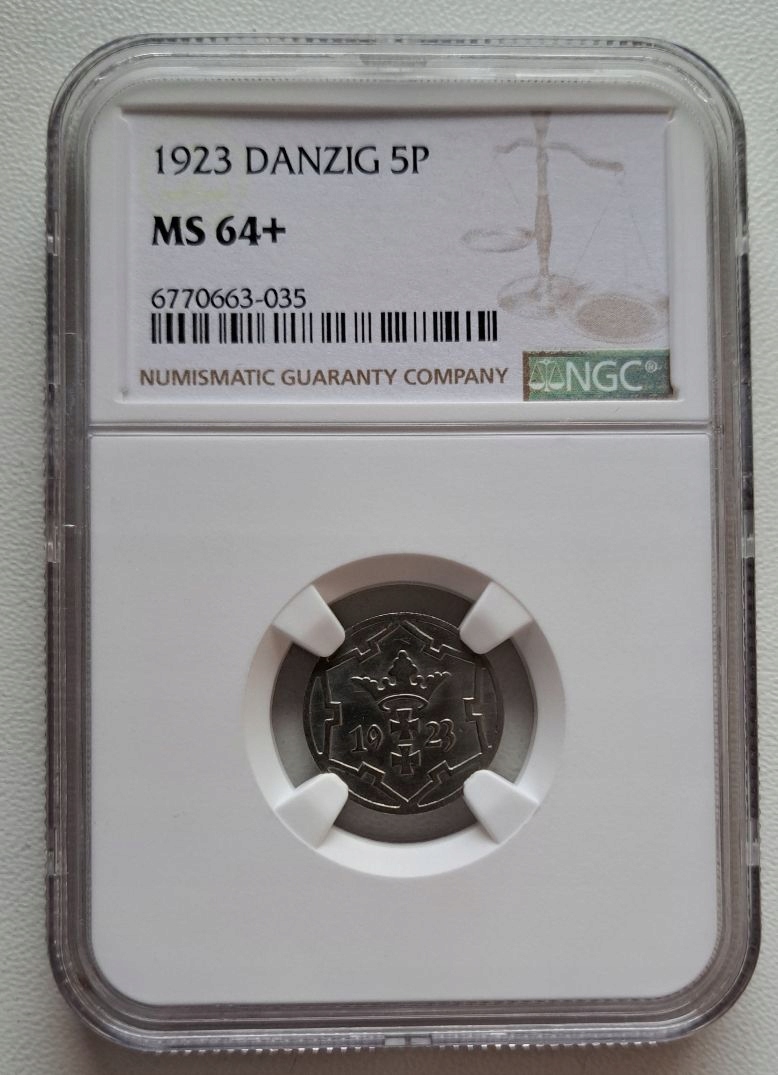 1923 DANZIG 5P
MS 64+
6770663-035
NUMISMATIC GUARANTY COMPANY
NGC®
19 23